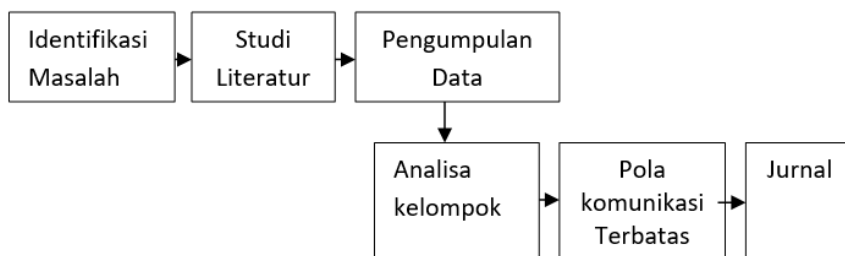 Identifikasi
Masalah
Studi
Literatur
Pengumpulan
Data
Analisa
kelompok
Pola
komunikasi
Terbatas
Jurnal